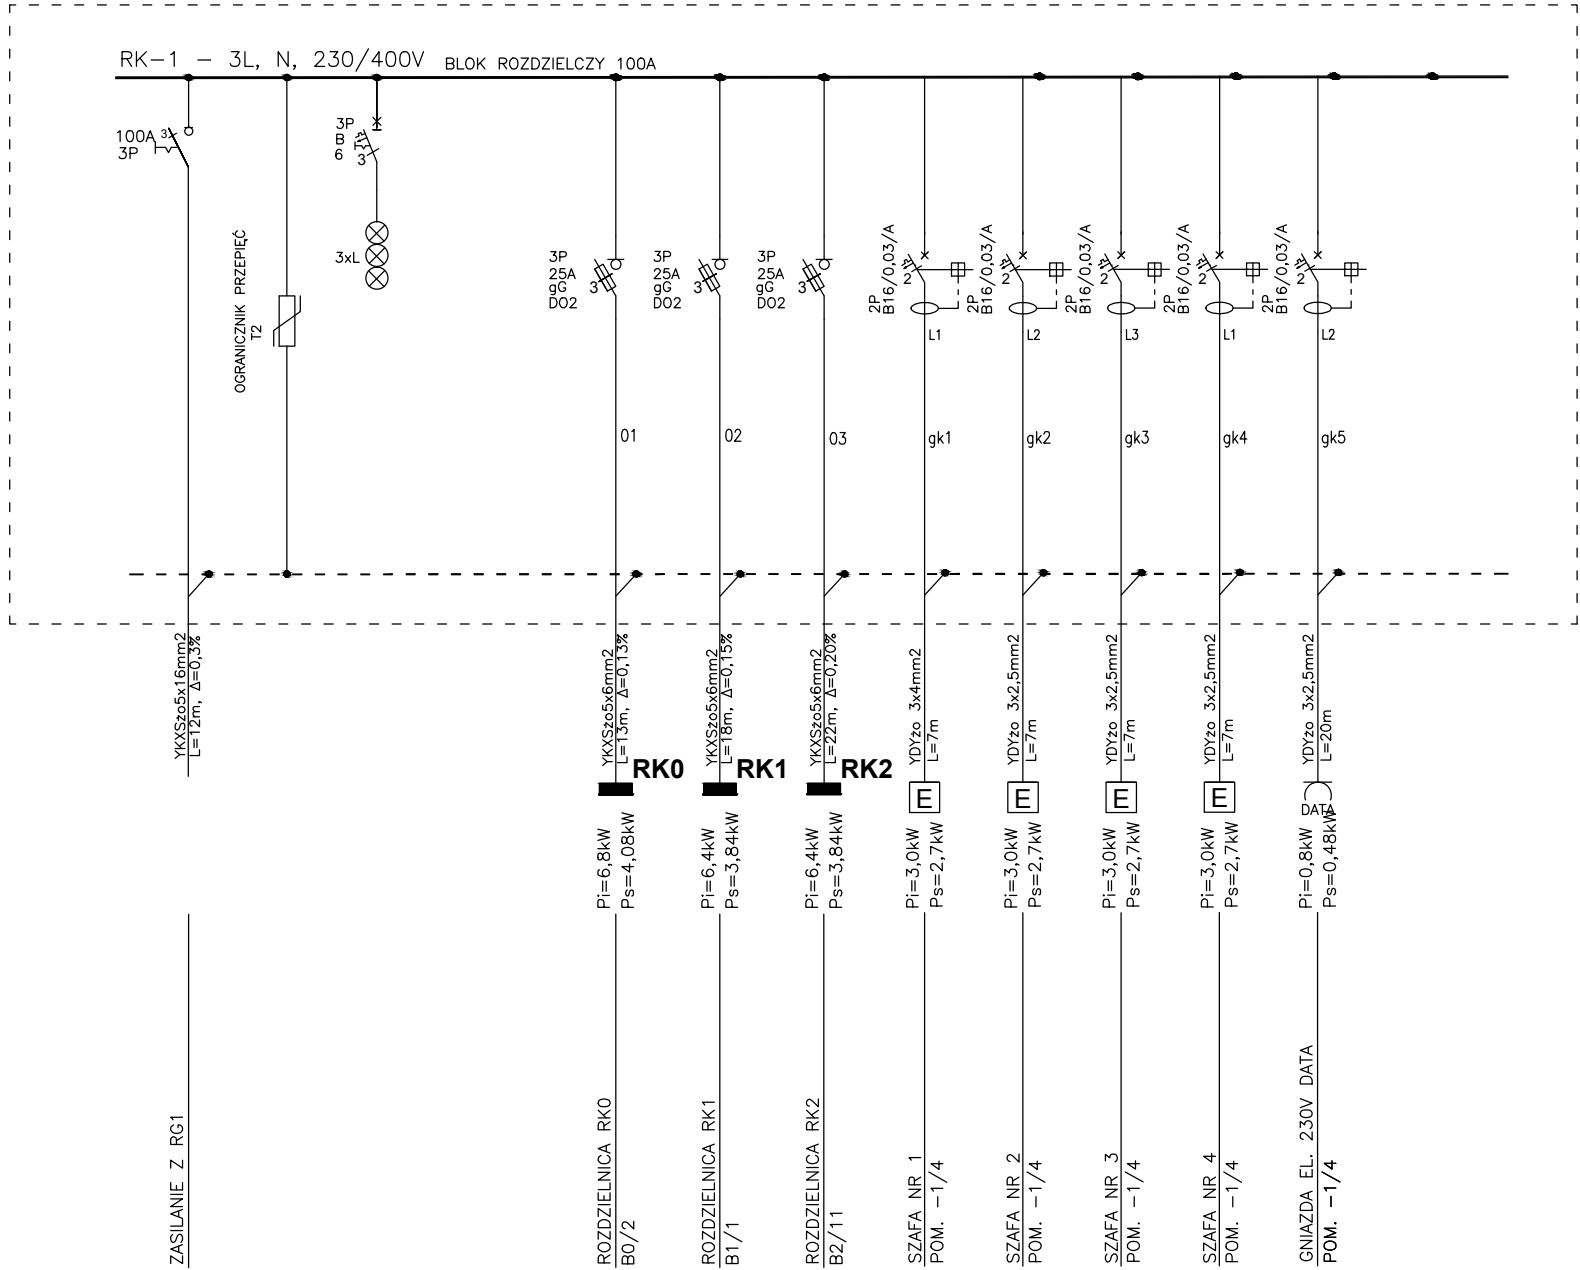 RK-1 - 3L, N, 230/400V BLOK ROZDZIELCZY 100A
100A 3
3P
OGRANICZNIK PRZEPIĘĆ
T2
3P
B
6
3
3xL
3P
25A
gG
DO2
3
3P
25A
gG
DO2
3
3P
25A
gG
DO2
3
2P
B16/0,03/A
2
L1
2P
B16/0,03/A
2
L2
2P
B16/0,03/A
2
L3
2P
B16/0,03/A
2
L1
2P
B16/0,03/A
2
L2
01
02
03
gk1
gk2
gk3
gk4
gk5
YKXSżo5x16mm2
L=12m, Δ=0,3%
YKXSżo5x6mm2
L=13m, Δ=0,13%
YKXSżo5x6mm2
L=18m, Δ=0,15%
YKXSżo5x6mm2
L=22m, Δ=0,20%
YDYżo 3x4mm2
L=7m
YDYżo 3x2,5mm2
L=7m
YDYżo 3x2,5mm2
L=7m
YDYżo 3x2,5mm2
L=7m
YDYżo 3x2,5mm2
L=20m
RK0
RK1
RK2
E
E
E
E
DATA
Pi=6,8kW
Ps=4,08kW
Pi=6,4kW
Ps=3,84kW
Pi=6,4kW
Ps=3,84kW
Pi=3,0kW
Ps=2,7kW
Pi=3,0kW
Ps=2,7kW
Pi=3,0kW
Ps=2,7kW
Pi=3,0kW
Ps=2,7kW
Pi=0,8kW
Ps=0,48kW
ZASILANIE Z RG1
ROZDZIELNICA RK0
B0/2
ROZDZIELNICA RK1
B1/1
ROZDZIELNICA RK2
B2/11
SZAFA NR 1
POM. -1/4
SZAFA NR 2
POM. -1/4
SZAFA NR 3
POM. -1/4
SZAFA NR 4
POM. -1/4
GNIAZDA EL. 230V DATA
POM. -1/4